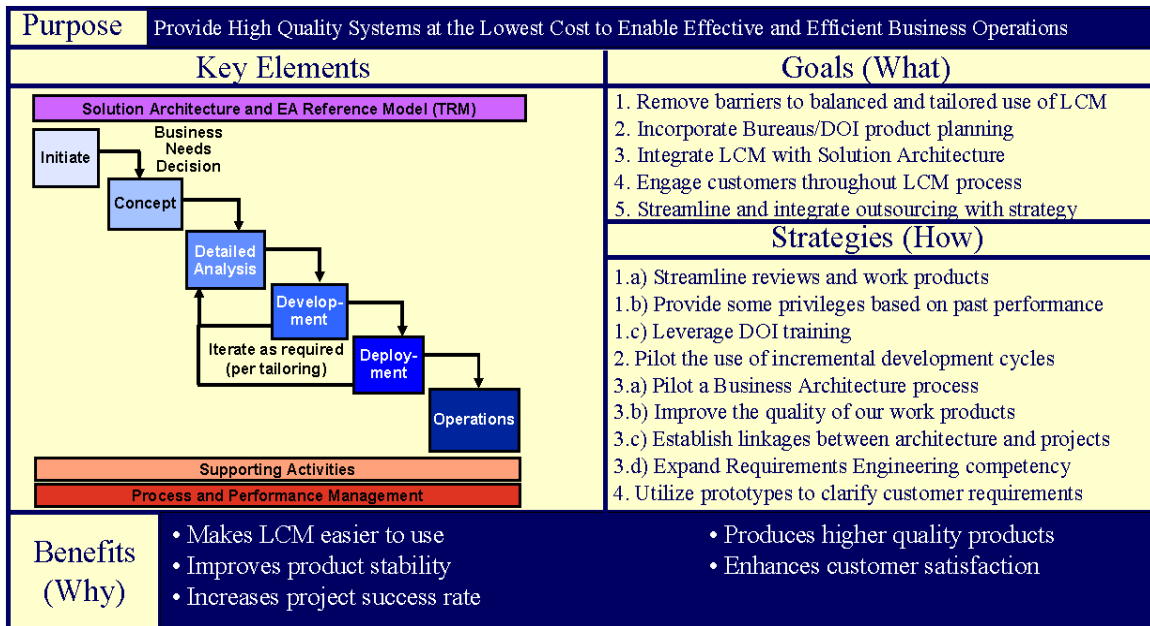 Purpose
Provide High Quality Systems at the Lowest Cost to Enable Effective and Efficient Business Operations
Key Elements
Solution Architecture and EA Reference Model (TRM)
Initiate
Business
Needs
Decision
Concept
Detailed
Analysis
Develop-
ment
Iterate as required
(per tailoring)
Deploy-
ment
Operations
Supporting Activities
Process and Performance Management
Goals (What)
1. Remove barriers to balanced and tailored use of LCM
2. Incorporate Bureaus/DOI product planning
3. Integrate LCM with Solution Architecture
4. Engage customers throughout LCM process
5. Streamline and integrate outsourcing with strategy
Strategies (How)
1.a) Streamline reviews and work products
1.b) Provide some privileges based on past performance
1.c) Leverage DOI training
2. Pilot the use of incremental development cycles
3.a) Pilot a Business Architecture process
3.b) Improve the quality of our work products
3.c) Establish linkages between architecture and projects
3.d) Expand Requirements Engineering competency
4. Utilize prototypes to clarify customer requirements
Benefits
(Why)
• Makes LCM easier to use
• Improves product stability
• Increases project success rate
• Produces higher quality products
• Enhances customer satisfaction